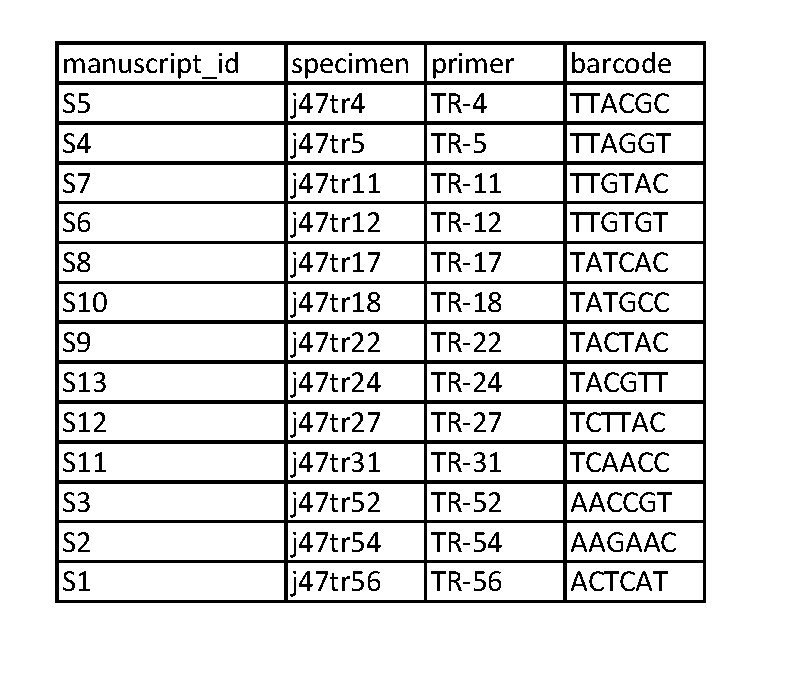 manuscript_id specimen primer barcode
S5 j47tr4 TR-4 TTACGC
S4 j47tr5 TR-5 TTAGGT
S7 j47tr11 TR-11 TTGTAC
S6 j47tr12 TR-12 TTGTGT
S8 j47tr17 TR-17 TATCAC
S10 j47tr18 TR-18 TATGCC
S9 j47tr22 TR-22 TACTAC
S13 j47tr24 TR-24 TACGTT
S12 j47tr27 TR-27 TCTTAC
S11 j47tr31 TR-31 TCAACC
S3 j47tr52 TR-52 AACCGT
S2 j47tr54 TR-54 AAGAAC
S1 j47tr56 TR-56 ACTCAT